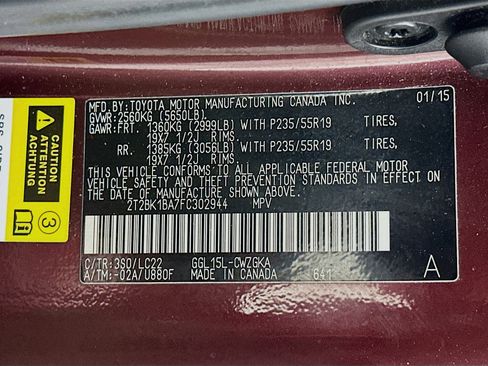 MFD. BY: TOYOTA MOTOR MANUFACTURING CANADA INC. 01/15
GVWR: 2560KG (5650LB)
GAWR: FRT. 1360KG (2999LB) WITH P235/55R19 TIRES,
19X7 1/2J RIMS.
RR. 1385KG (3056LB) WITH P235/55R19 TIRES,
19X7 1/2J RIMS.
THIS VEHICLE CONFORMS TO ALL APPLICABLE FEDERAL MOTOR
VEHICLE SAFETY AND THEFT PREVENTION STANDARDS IN EFFECT ON
THE DATE OF MANUFACTURE SHOWN ABOVE.
2T2BK1BA7FC302944 MPV
C/TR: 3S0/LC22 GGL15L-CWZGKA
A/TM: -02A/U880F MADE IN CANADA 641 A
CAUTION
ATTENTION
ACHTUNG
3